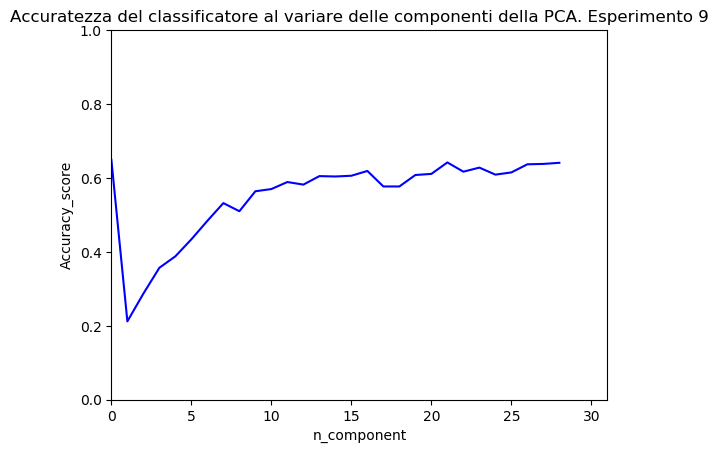 Accuratezza del classificatore al variare delle componenti della PCA. Esperimento 9
1.0
0.8
0.6
0.4
0.2
0.0
Accuracy_score
0 5 10 15 20 25 30
n_component